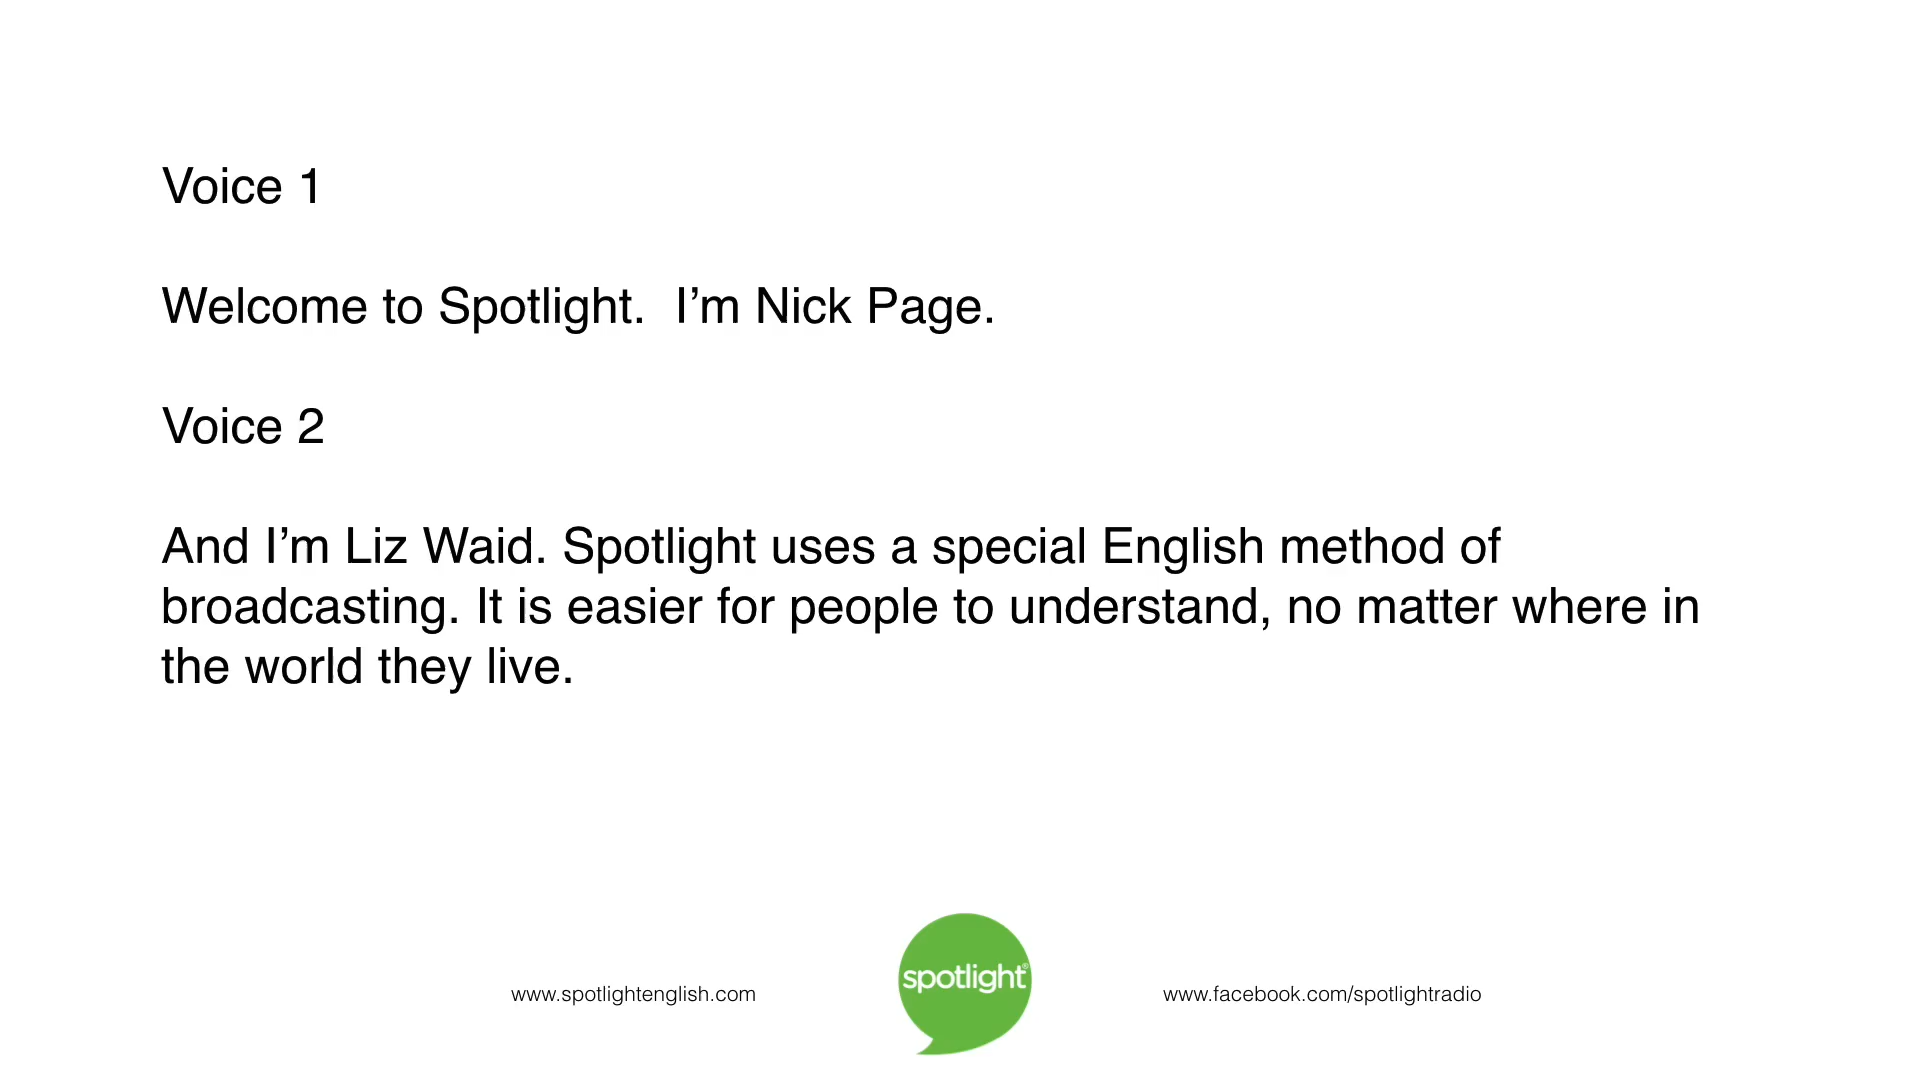 Voice 1
Welcome to Spotlight.  I’m Nick Page.
Voice 2
And I’m Liz Waid. Spotlight uses a special English method of
broadcasting. It is easier for people to understand, no matter where in
the world they live.
www.spotlightenglish.com
spotlight®
www.facebook.com/spotlightradio